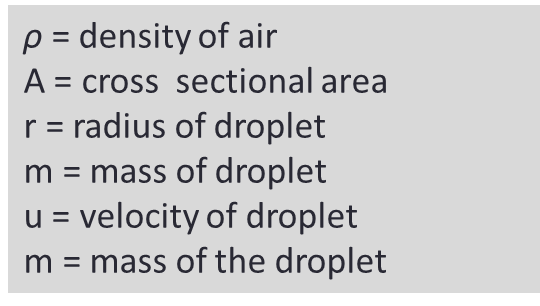 ρ = density of air
A = cross sectional area
r = radius of droplet
m = mass of droplet
u = velocity of droplet
m = mass of the droplet